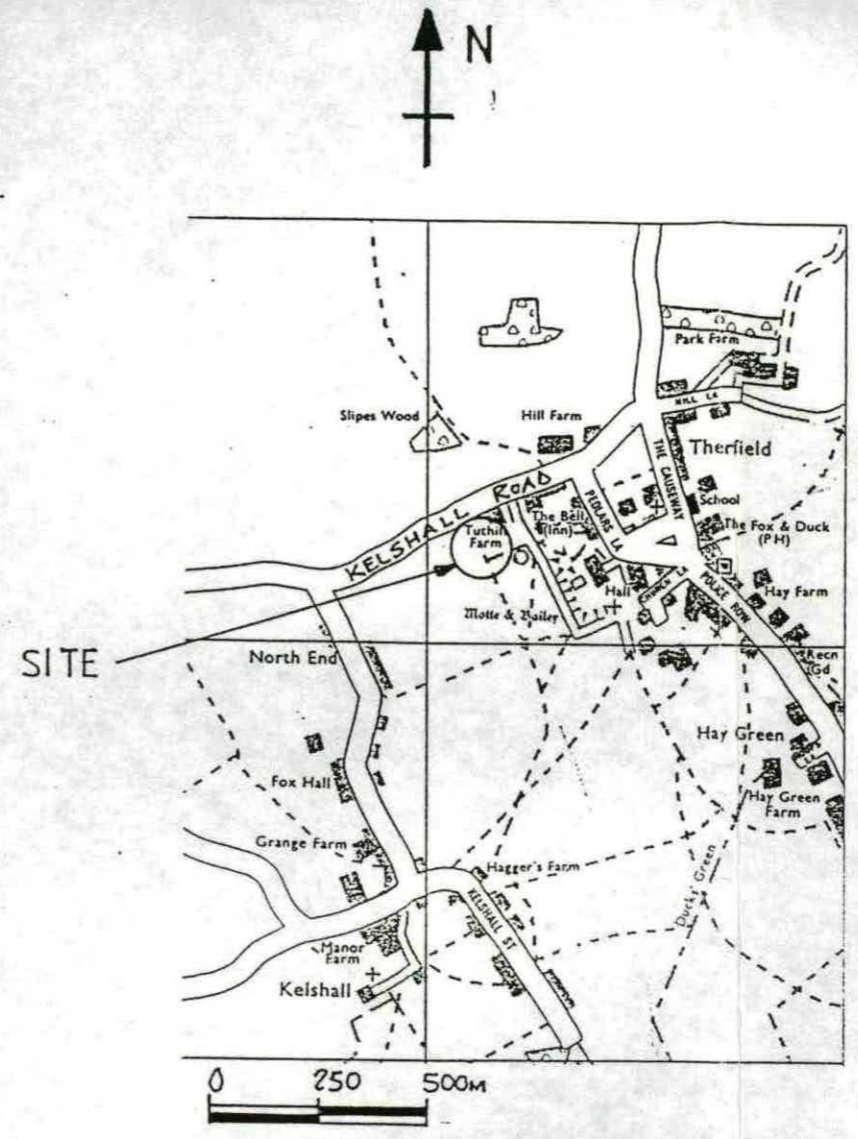 N
Park Farm
MILL LA
Slipes Wood
Hill Farm
Therfield
THE CAUSEWAY
KELSHALL ROAD
PEDLARS LA
School
The Bell
(Inn)
The Fox & Duck
(PH)
Tuthill
Farm
Hall
CHURCH LA
POLICE ROW
Hay Farm
Motte & Bailey
SITE
North End
Recn
Gd
Hay Green
Fox Hall
Hay Green
Farm
Grange Farm
Hagger's Farm
Ducks' Green
KELSHALL ST
Manor
Farm
Kelshall
0 250 500M